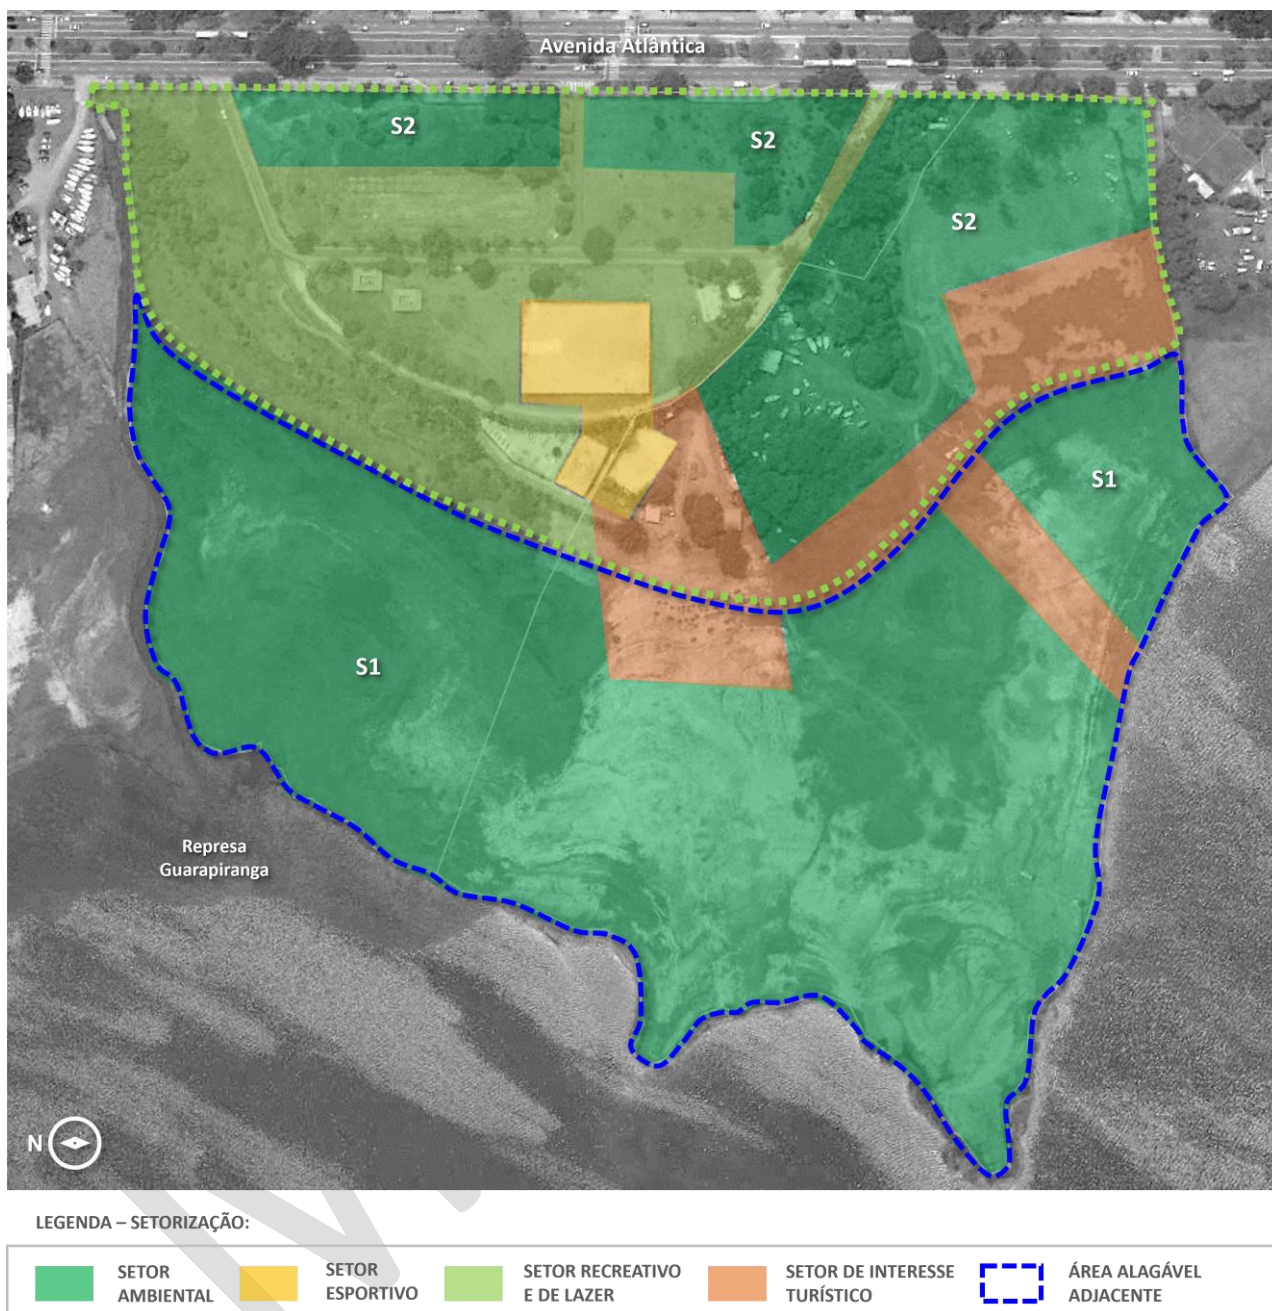 Avenida Atlântica
S2
S2
S2
S1
S1
Represa
Guarapiranga
N
LEGENDA – SETORIZAÇÃO:
SETOR
AMBIENTAL
SETOR
ESPORTIVO
SETOR RECREATIVO
E DE LAZER
SETOR DE INTERESSE
TURÍSTICO
ÁREA ALAGÁVEL
ADJACENTE